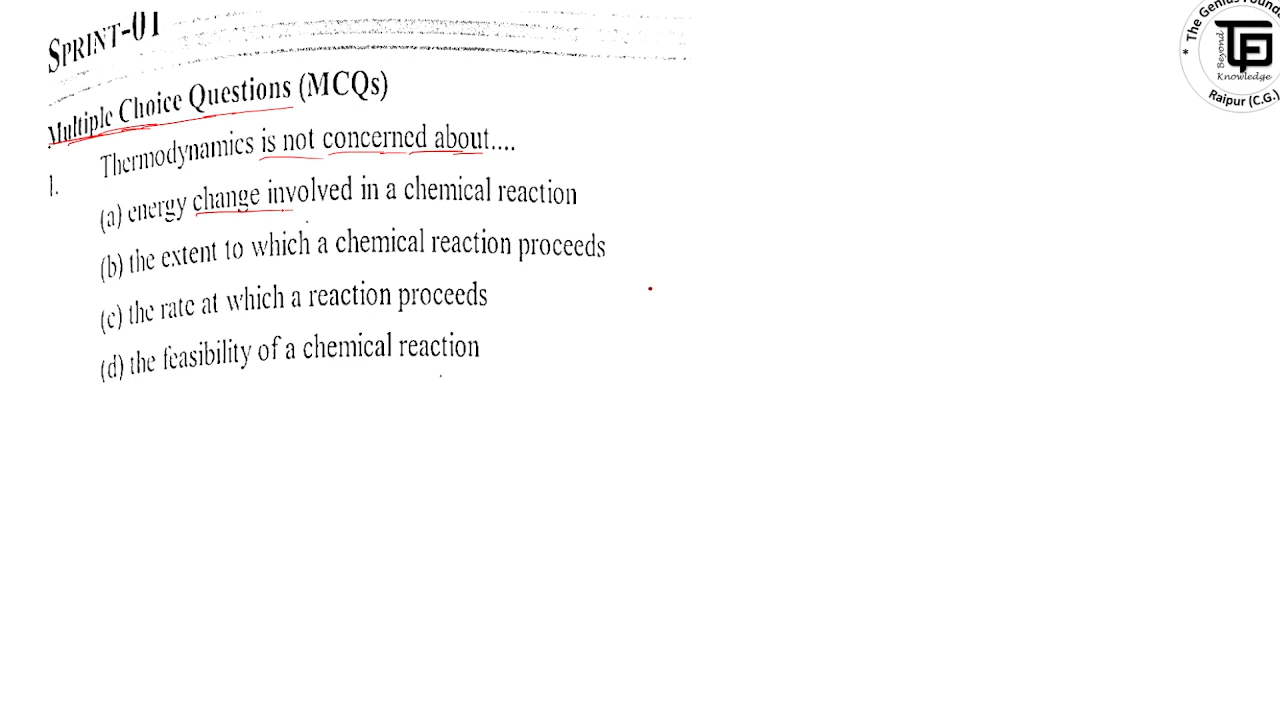 SPRINT-01
Multiple Choice Questions (MCQs)
1. Thermodynamics is not concerned about....
(a) energy change involved in a chemical reaction
(b) the extent to which a chemical reaction proceeds
(c) the rate at which a reaction proceeds
(d) the feasibility of a chemical reaction
* The Genius
Beyond
Knowledge
Raipur (C.G.)